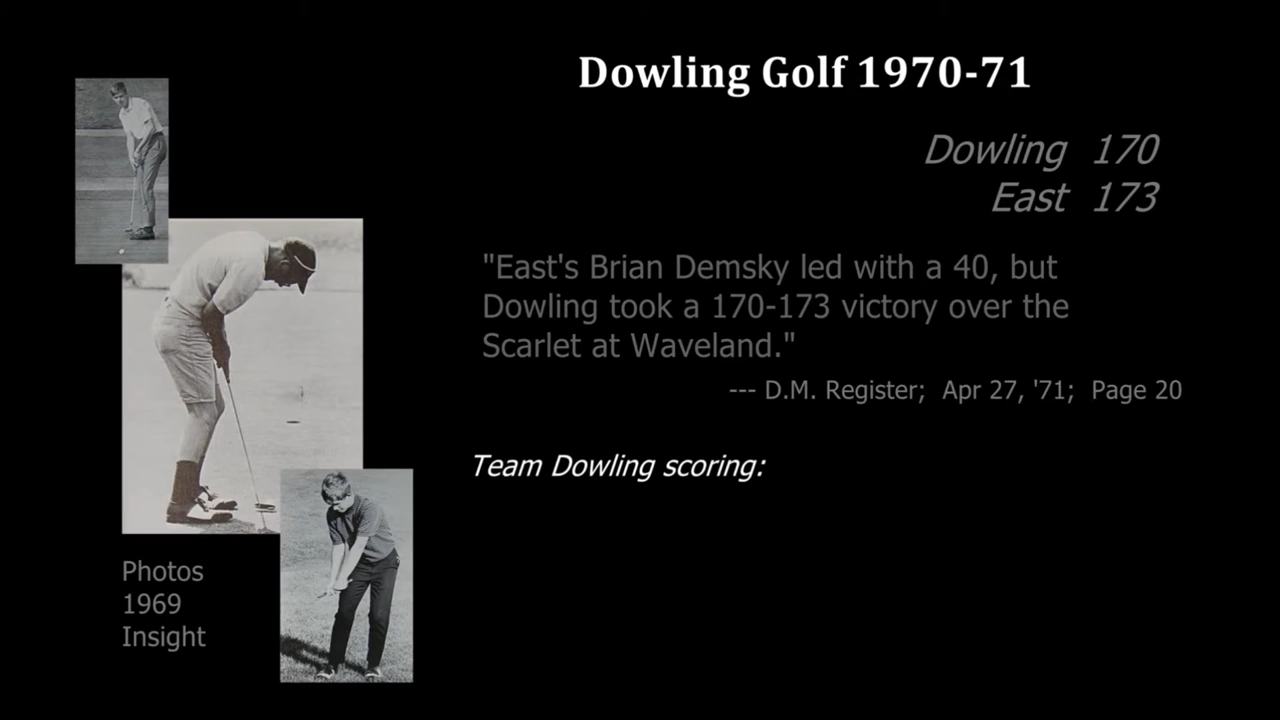 Dowling Golf 1970-71
Dowling 170
East 173
"East's Brian Demsky led with a 40, but
Dowling took a 170-173 victory over the
Scarlet at Waveland."
--- D.M. Register; Apr 27, '71; Page 20
Team Dowling scoring:
Photos
1969
Insight